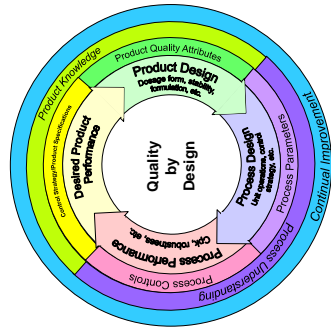 Quality
by
Design
Product Design
Dosage form, stability,
formulation, etc.
Process Design
Unit operations, control
strategy, etc.
Process Performance
Cpk, robustness, etc.
Desired Product
Performance
Product Quality Attributes
Process Parameters
Process Controls
Control Strategy/Product Specifications
Product Knowledge
Process Understanding
Continual Improvement